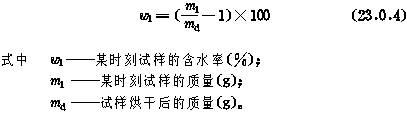 w₁ = (m₁/m_d − 1) × 100 (23.0.4)
式中 w₁——某时刻试样的含水率(%);
m₁——某时刻试样的质量(g);
m_d——试样烘干后的质量(g)。